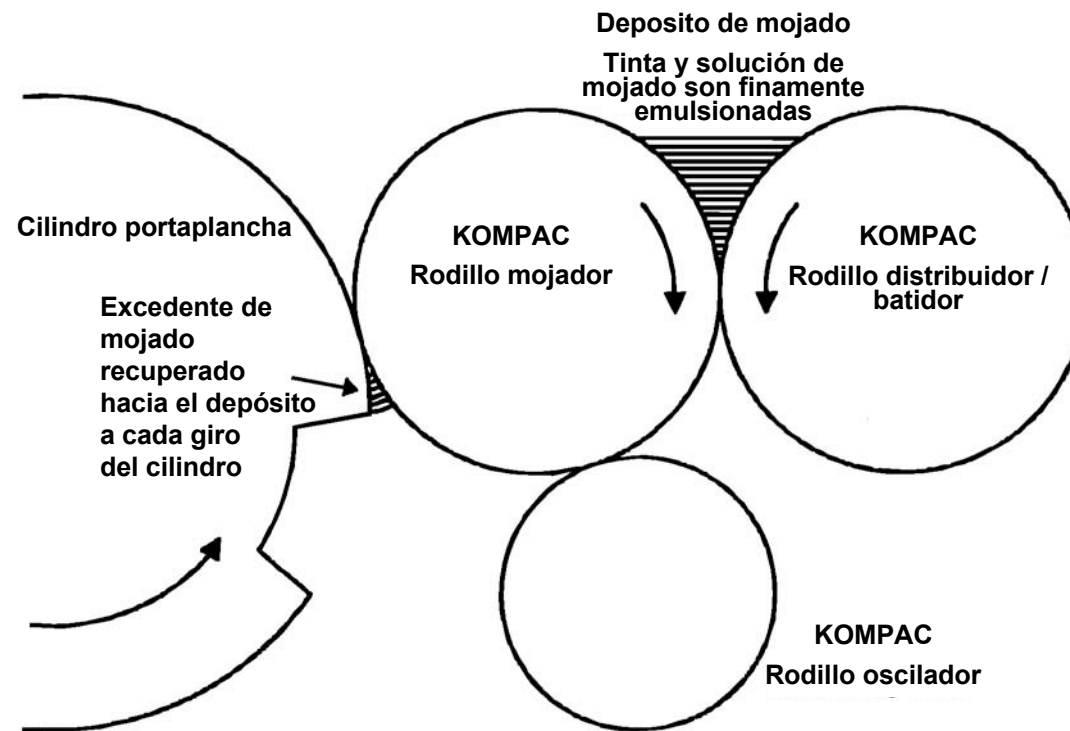 Deposito de mojado
Tinta y solución de
mojado son finamente
emulsionadas
Cilindro portaplancha
KOMPAC
Rodillo mojador
KOMPAC
Rodillo distribuidor /
batidor
Excedente de
mojado
recuperado
hacia el depósito
a cada giro
del cilindro
KOMPAC
Rodillo oscilador